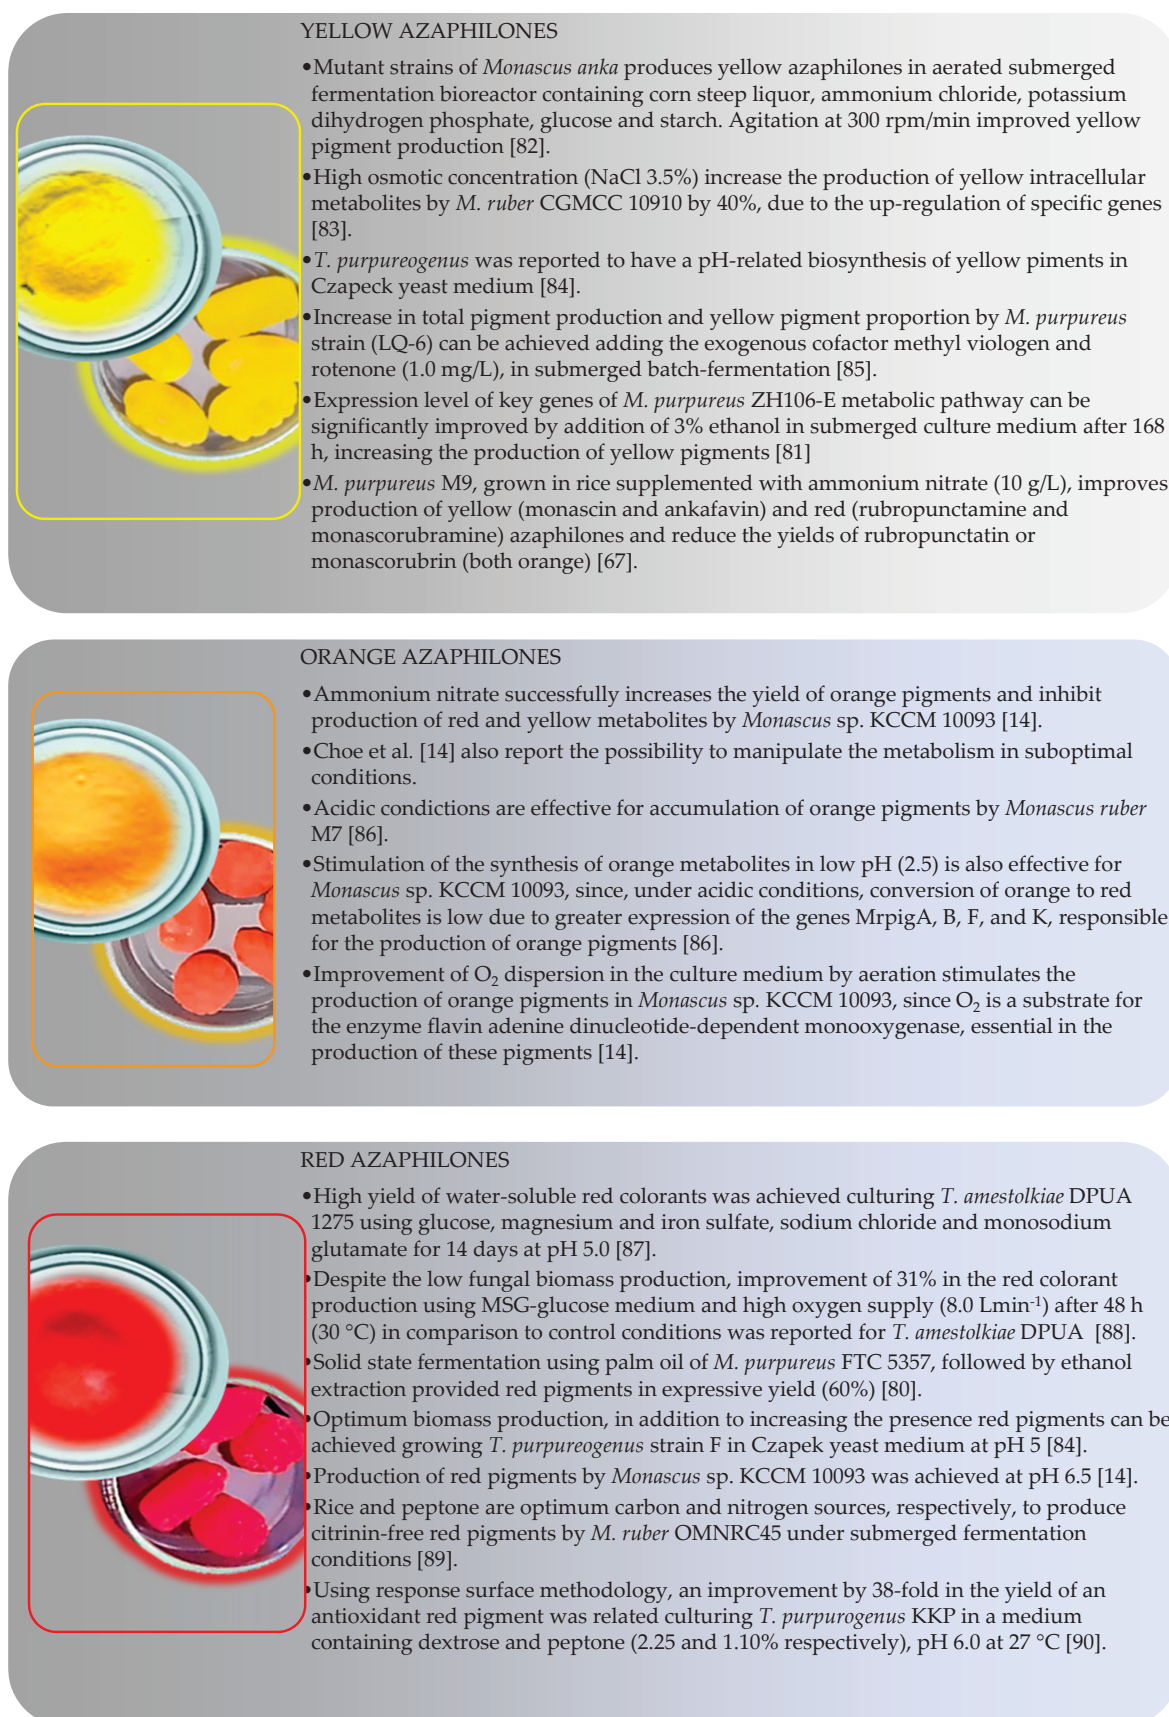 YELLOW AZAPHILONES
•Mutant strains of Monascus anka produces yellow azaphilones in aerated submerged
fermentation bioreactor containing corn steep liquor, ammonium chloride, potassium
dihydrogen phosphate, glucose and starch. Agitation at 300 rpm/min improved yellow
pigment production [82].
•High osmotic concentration (NaCl 3.5%) increase the production of yellow intracellular
metabolites by M. ruber CGMCC 10910 by 40%, due to the up-regulation of specific genes
[83].
•T. purpureogenus was reported to have a pH-related biosynthesis of yellow piments in
Czapeck yeast medium [84].
•Increase in total pigment production and yellow pigment proportion by M. purpureus
strain (LQ-6) can be achieved adding the exogenous cofactor methyl viologen and
rotenone (1.0 mg/L), in submerged batch-fermentation [85].
•Expression level of key genes of M. purpureus ZH106-E metabolic pathway can be
significantly improved by addition of 3% ethanol in submerged culture medium after 168
h, increasing the production of yellow pigments [81]
•M. purpureus M9, grown in rice supplemented with ammonium nitrate (10 g/L), improves
production of yellow (monascin and ankafavin) and red (rubropunctamine and
monascorubramine) azaphilones and reduce the yields of rubropunctatin or
monascorubrin (both orange) [67].
ORANGE AZAPHILONES
•Ammonium nitrate successfully increases the yield of orange pigments and inhibit
production of red and yellow metabolites by Monascus sp. KCCM 10093 [14].
•Choe et al. [14] also report the possibility to manipulate the metabolism in suboptimal
conditions.
•Acidic condictions are effective for accumulation of orange pigments by Monascus ruber
M7 [86].
•Stimulation of the synthesis of orange metabolites in low pH (2.5) is also effective for
Monascus sp. KCCM 10093, since, under acidic conditions, conversion of orange to red
metabolites is low due to greater expression of the genes MrpigA, B, F, and K, responsible
for the production of orange pigments [86].
•Improvement of O₂ dispersion in the culture medium by aeration stimulates the
production of orange pigments in Monascus sp. KCCM 10093, since O₂ is a substrate for
the enzyme flavin adenine dinucleotide-dependent monooxygenase, essential in the
production of these pigments [14].
RED AZAPHILONES
•High yield of water-soluble red colorants was achieved culturing T. amestolkiae DPUA
1275 using glucose, magnesium and iron sulfate, sodium chloride and monosodium
glutamate for 14 days at pH 5.0 [87].
•Despite the low fungal biomass production, improvement of 31% in the red colorant
production using MSG-glucose medium and high oxygen supply (8.0 Lmin⁻¹) after 48 h
(30 °C) in comparison to control conditions was reported for T. amestolkiae DPUA [88].
•Solid state fermentation using palm oil of M. purpureus FTC 5357, followed by ethanol
extraction provided red pigments in expressive yield (60%) [80].
•Optimum biomass production, in addition to increasing the presence red pigments can be
achieved growing T. purpureogenus strain F in Czapek yeast medium at pH 5 [84].
•Production of red pigments by Monascus sp. KCCM 10093 was achieved at pH 6.5 [14].
•Rice and peptone are optimum carbon and nitrogen sources, respectively, to produce
citrinin-free red pigments by M. ruber OMNRC45 under submerged fermentation
conditions [89].
•Using response surface methodology, an improvement by 38-fold in the yield of an
antioxidant red pigment was related culturing T. purpurogenus KKP in a medium
containing dextrose and peptone (2.25 and 1.10% respectively), pH 6.0 at 27 °C [90].